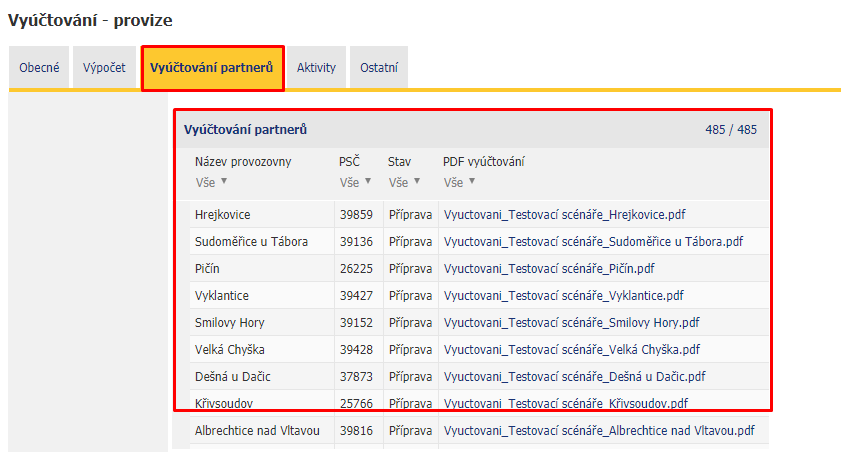 Vyúčtování - provize
Obecné Výpočet Vyúčtování partnerů Aktivity Ostatní
Vyúčtování partnerů 485 / 485
Název provozovny PSČ Stav PDF vyúčtování
Vše Vše Vše Vše
Hrejkovice 39859 Příprava Vyuctovani_Testovací scénáře_Hrejkovice.pdf
Sudoměřice u Tábora 39136 Příprava Vyuctovani_Testovací scénáře_Sudoměřice u Tábora.pdf
Pičín 26225 Příprava Vyuctovani_Testovací scénáře_Pičín.pdf
Vyklantice 39427 Příprava Vyuctovani_Testovací scénáře_Vyklantice.pdf
Smilovy Hory 39152 Příprava Vyuctovani_Testovací scénáře_Smilovy Hory.pdf
Velká Chyška 39428 Příprava Vyuctovani_Testovací scénáře_Velká Chyška.pdf
Dešná u Dačic 37873 Příprava Vyuctovani_Testovací scénáře_Dešná u Dačic.pdf
Křivsoudov 25766 Příprava Vyuctovani_Testovací scénáře_Křivsoudov.pdf
Albrechtice nad Vltavou 39816 Příprava Vyuctovani_Testovací scénáře_Albrechtice nad Vltavou.pdf